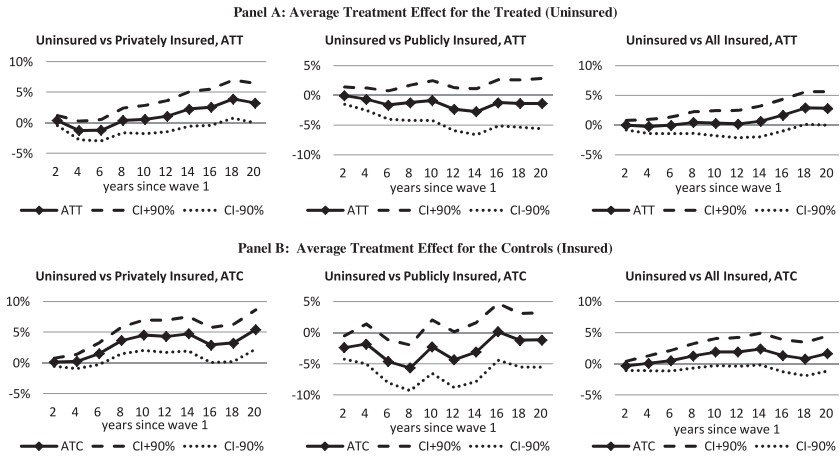 Panel A: Average Treatment Effect for the Treated (Uninsured)
Uninsured vs Privately Insured, ATT
10%
5%
0%
-5%
2 4 6 8 10 12 14 16 18 20
years since wave 1
ATT CI+90% CI-90%
Uninsured vs Publicly Insured, ATT
5%
0%
-5%
-10%
2 4 6 8 10 12 14 16 18 20
years since wave 1
ATT CI+90% CI-90%
Uninsured vs All Insured, ATT
10%
5%
0%
-5%
2 4 6 8 10 12 14 16 18 20
years since wave 1
ATT CI+90% CI-90%
Panel B: Average Treatment Effect for the Controls (Insured)
Uninsured vs Privately Insured, ATC
10%
5%
0%
-5%
2 4 6 8 10 12 14 16 18 20
years since wave 1
ATC CI+90% CI-90%
Uninsured vs Publicly Insured, ATC
5%
0%
-5%
-10%
2 4 6 8 10 12 14 16 18 20
years since wave 1
ATC CI+90% CI-90%
Uninsured vs All Insured, ATC
10%
5%
0%
-5%
2 4 6 8 10 12 14 16 18 20
years since wave 1
ATC CI+90% CI-90%